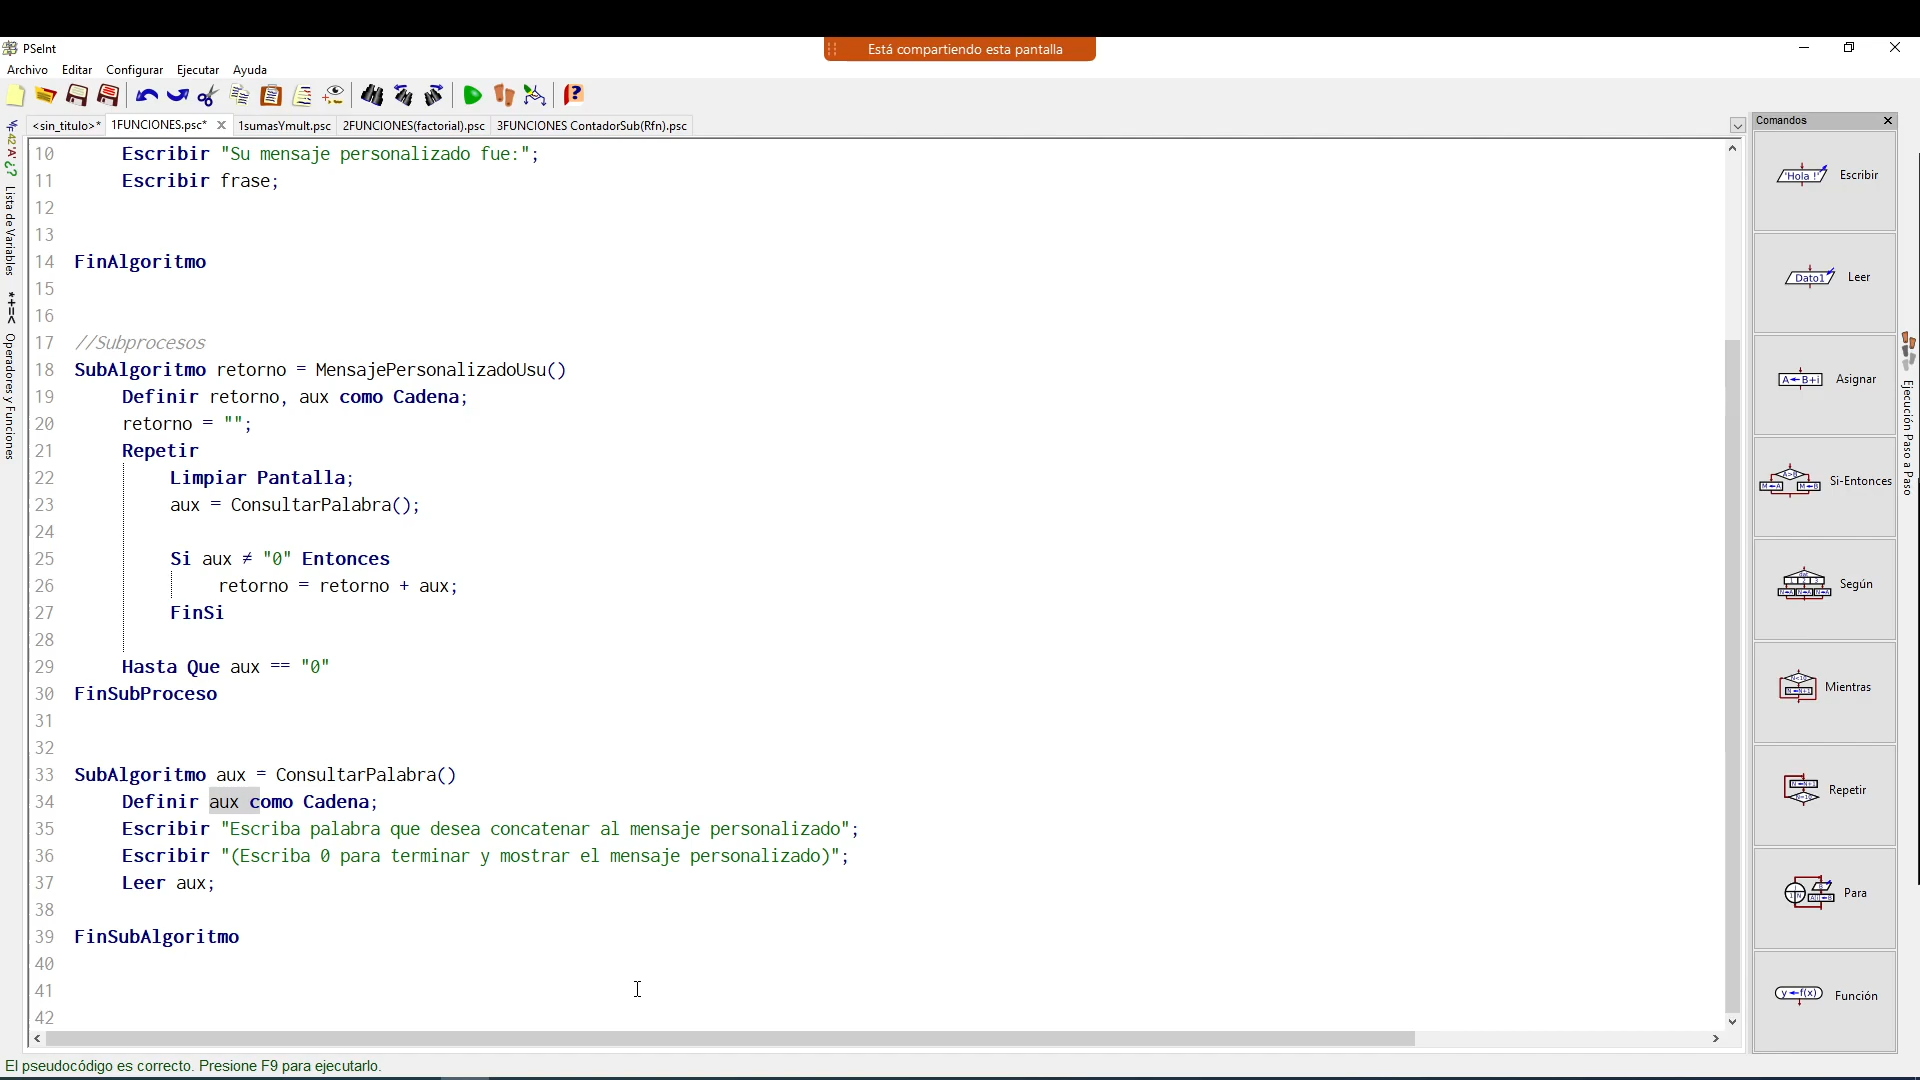 PSeInt
Está compartiendo esta pantalla
Archivo Editar Configurar Ejecutar Ayuda
<sin_titulo>* 1FUNCIONES.psc* 1sumasYmult.psc 2FUNCIONES(factorial).psc 3FUNCIONES ContadorSub(Rfn).psc
10 Escribir "Su mensaje personalizado fue:";
11 Escribir frase;
12
13
14 FinAlgoritmo
15
16
17 //Subprocesos
18 SubAlgoritmo retorno = MensajePersonalizadoUsu()
19 Definir retorno, aux como Cadena;
20 retorno = "";
21 Repetir
22 Limpiar Pantalla;
23 aux = ConsultarPalabra();
24
25 Si aux ≠ "0" Entonces
26 retorno = retorno + aux;
27 FinSi
28
29 Hasta Que aux == "0"
30 FinSubProceso
31
32
33 SubAlgoritmo aux = ConsultarPalabra()
34 Definir aux como Cadena;
35 Escribir "Escriba palabra que desea concatenar al mensaje personalizado";
36 Escribir "(Escriba 0 para terminar y mostrar el mensaje personalizado)";
37 Leer aux;
38
39 FinSubAlgoritmo
40
41
42
El pseudocódigo es correcto. Presione F9 para ejecutarlo.
Lista de Variables
*+=< Operadores y Funciones
Comandos
'Hola !' Escribir
Dato1 Leer
A←B+i Asignar
A>B Si-Entonces
Según
Mientras
Repetir
Para
y←f(x) Función
Ejecución Paso a Paso